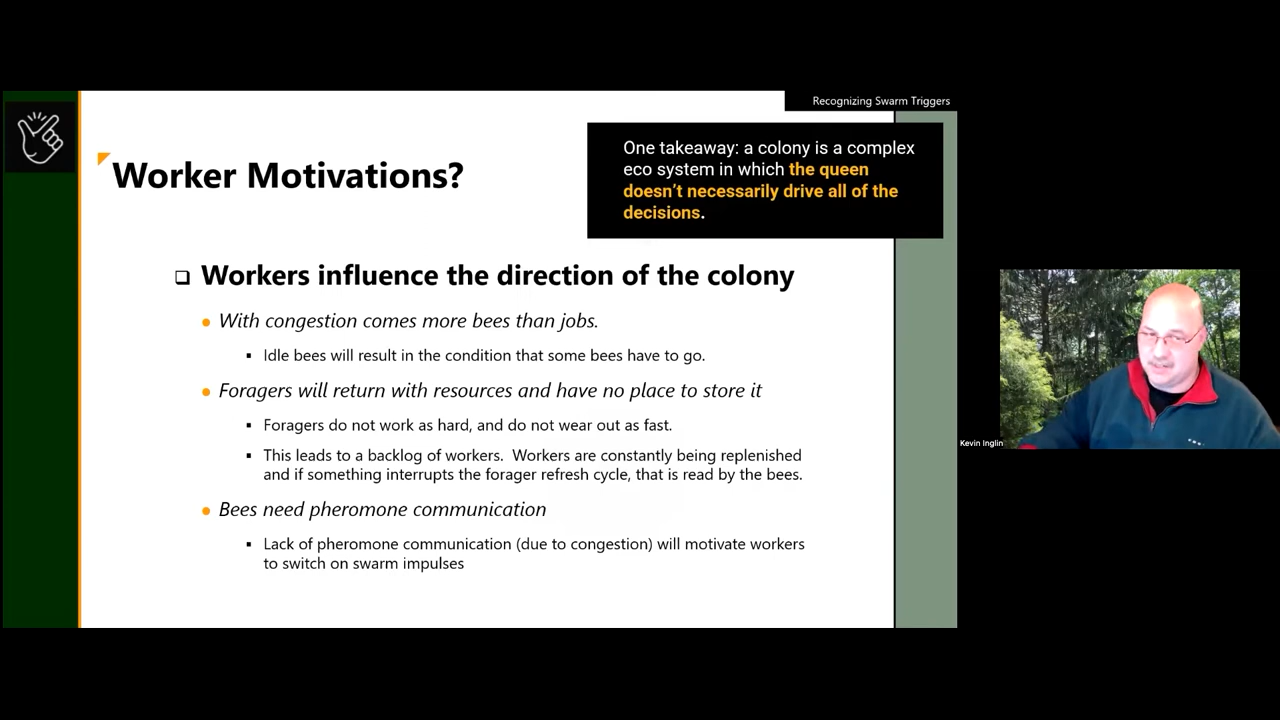 Recognizing Swarm Triggers
One takeaway: a colony is a complex
eco system in which the queen
doesn’t necessarily drive all of the
decisions.
Worker Motivations?
Workers influence the direction of the colony
With congestion comes more bees than jobs.
Idle bees will result in the condition that some bees have to go.
Foragers will return with resources and have no place to store it
Foragers do not work as hard, and do not wear out as fast.
This leads to a backlog of workers.  Workers are constantly being replenished
and if something interrupts the forager refresh cycle, that is read by the bees.
Bees need pheromone communication
Lack of pheromone communication (due to congestion) will motivate workers
to switch on swarm impulses
Kevin Inglin